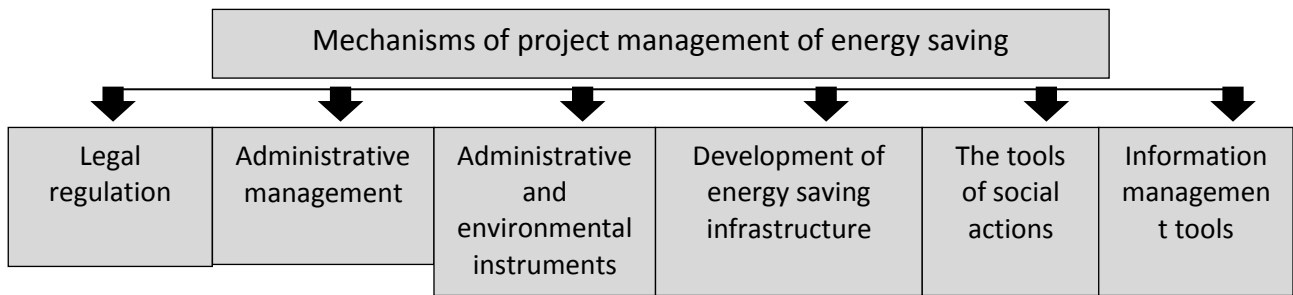 Mechanisms of project management of energy saving
Legal
regulation
Administrative
management
Administrative
and
environmental
instruments
Development of
energy saving
infrastructure
The tools
of social
actions
Information
managemen
t tools